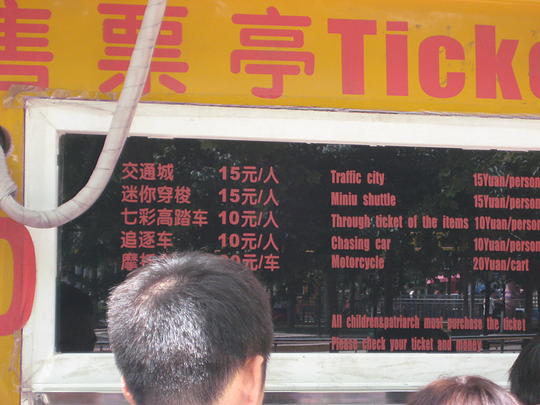 售票亭 Ticke
交通城 15元/人 Traffic city 15Yuan/person
迷你穿梭 15元/人 Miniu shuttle 15Yuan/person
七彩高踏车 10元/人 Through ticket of the items 10Yuan/person
追逐车 10元/人 Chasing car 10Yuan/person
元/车 Motorcycle 20Yuan/cart
All children&patriarch must purchase the ticket
Please check your ticket and money